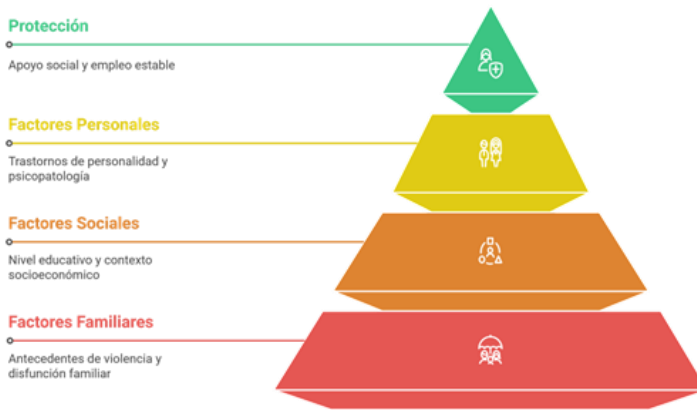 Protección
Apoyo social y empleo estable
Factores Personales
Trastornos de personalidad y
psicopatología
Factores Sociales
Nivel educativo y contexto
socioeconómico
Factores Familiares
Antecedentes de violencia y
disfunción familiar